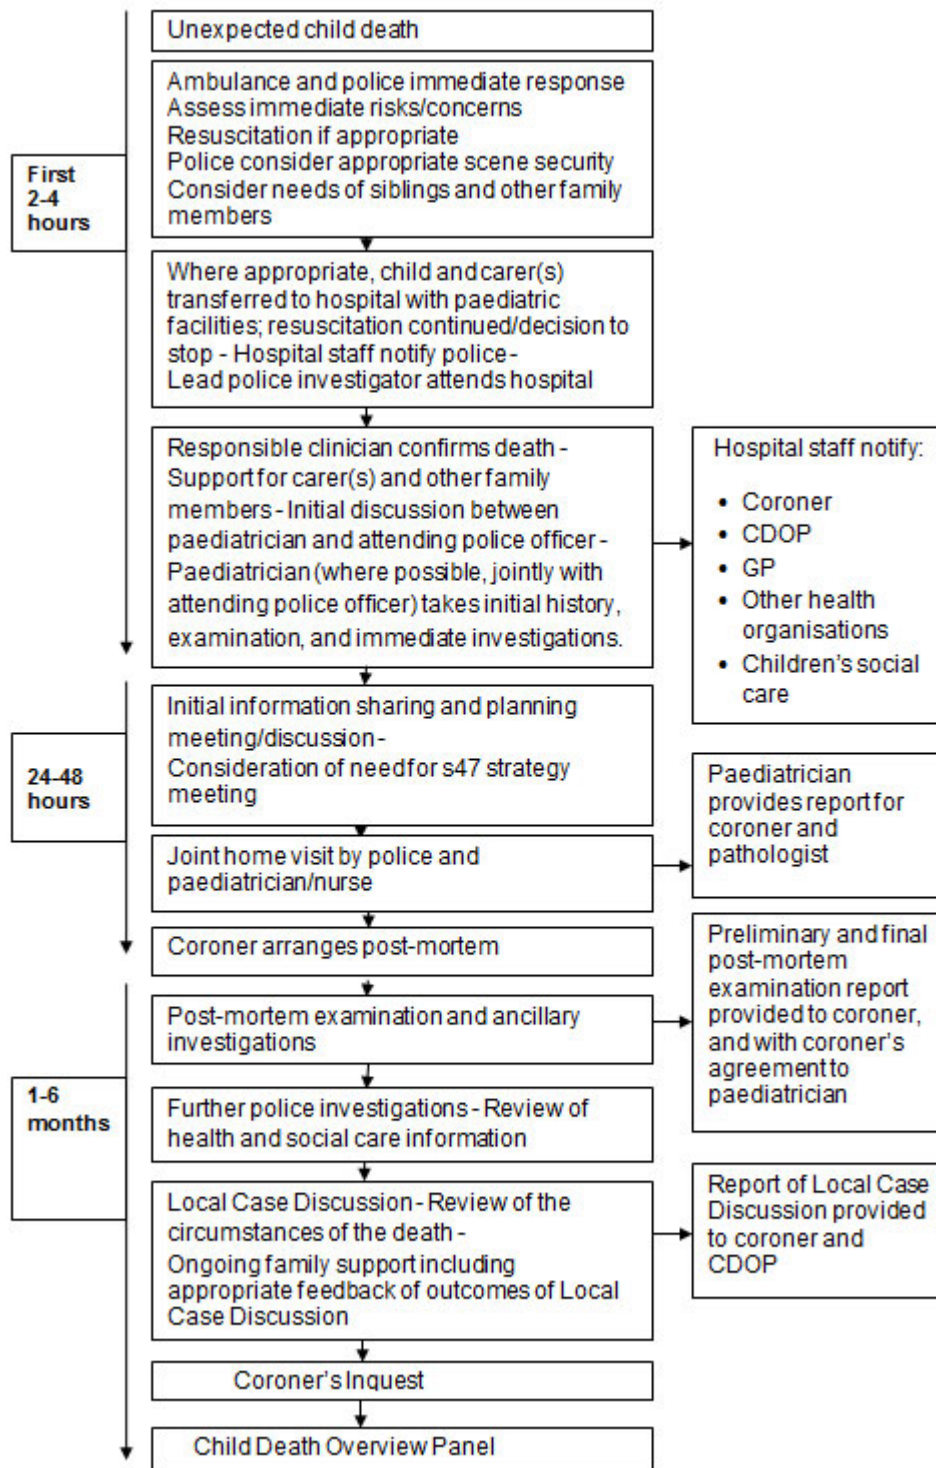 Unexpected child death
First
2-4
hours
Ambulance and police immediate response
Assess immediate risks/concerns
Resuscitation if appropriate
Police consider appropriate scene security
Consider needs of siblings and other family
members
Where appropriate, child and carer(s)
transferred to hospital with paediatric
facilities; resuscitation continued/decision to
stop - Hospital staff notify police -
Lead police investigator attends hospital
Responsible clinician confirms death -
Support for carer(s) and other family
members - Initial discussion between
paediatrician and attending police officer -
Paediatrician (where possible, jointly with
attending police officer) takes initial history,
examination, and immediate investigations.
Hospital staff notify:
• Coroner
• CDOP
• GP
• Other health
organisations
• Children's social
care
24-48
hours
Initial information sharing and planning
meeting/discussion-
Consideration of need for s47 strategy
meeting
Joint home visit by police and
paediatrician/nurse
Paediatrician
provides report for
coroner and
pathologist
Coroner arranges post-mortem
1-6
months
Post-mortem examination and ancillary
investigations
Preliminary and final
post-mortem
examination report
provided to coroner,
and with coroner's
agreement to
paediatrician
Further police investigations - Review of
health and social care information
Local Case Discussion - Review of the
circumstances of the death -
Ongoing family support including
appropriate feedback of outcomes of Local
Case Discussion
Report of Local Case
Discussion provided
to coroner and
CDOP
Coroner's Inquest
Child Death Overview Panel